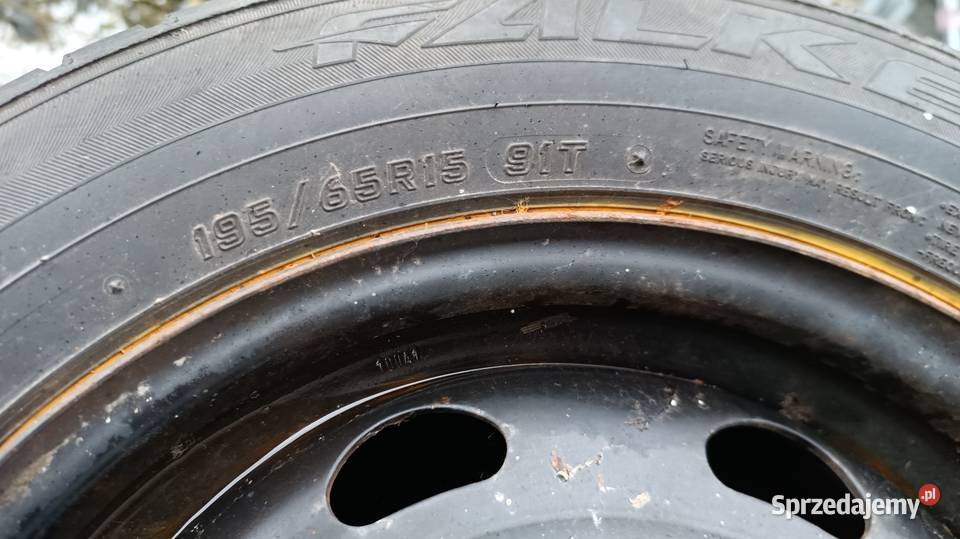 FALKE
195/65R15 91T
SAFETY WARNING:
SERIOUS INJURY MAY RESULT FROM:
Sprzedajemy.pl